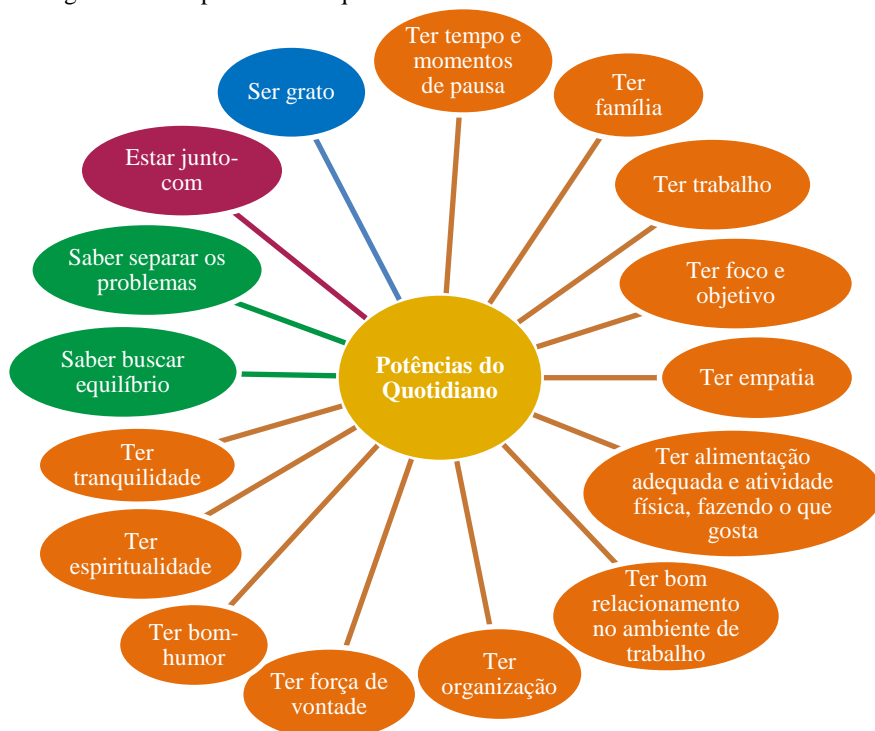 Ter tempo e
momentos
de pausa
Ter
família
Ter trabalho
Ter foco e
objetivo
Ter empatia
Ter alimentação
adequada e atividade
física, fazendo o que
gosta
Ter bom
relacionamento
no ambiente de
trabalho
Ter
organização
Ter força de
vontade
Ter bom-
humor
Ter
espiritualidade
Ter
tranquilidade
Saber buscar
equilíbrio
Saber separar os
problemas
Estar junto-
com
Ser grato
Potências do
Quotidiano